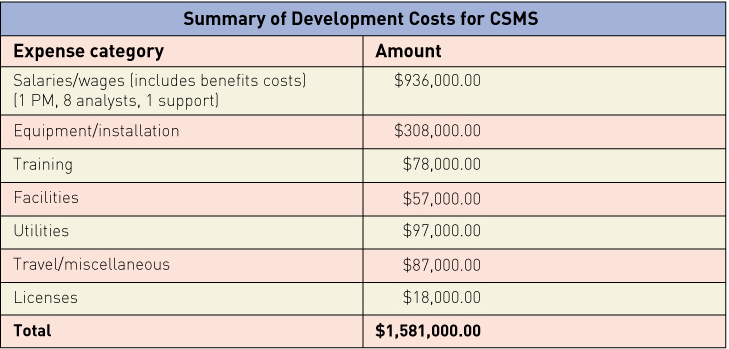 Summary of Development Costs for CSMS
Expense category Amount
Salaries/wages (includes benefits costs) $936,000.00
(1 PM, 8 analysts, 1 support)
Equipment/installation $308,000.00
Training $78,000.00
Facilities $57,000.00
Utilities $97,000.00
Travel/miscellaneous $87,000.00
Licenses $18,000.00
Total $1,581,000.00